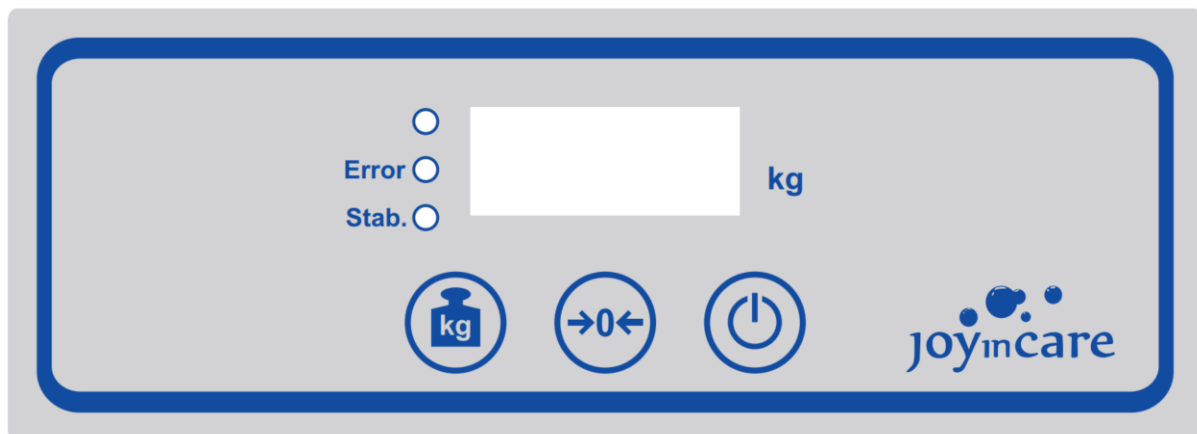 Error
kg
Stab.
kg
→0←
joyincare